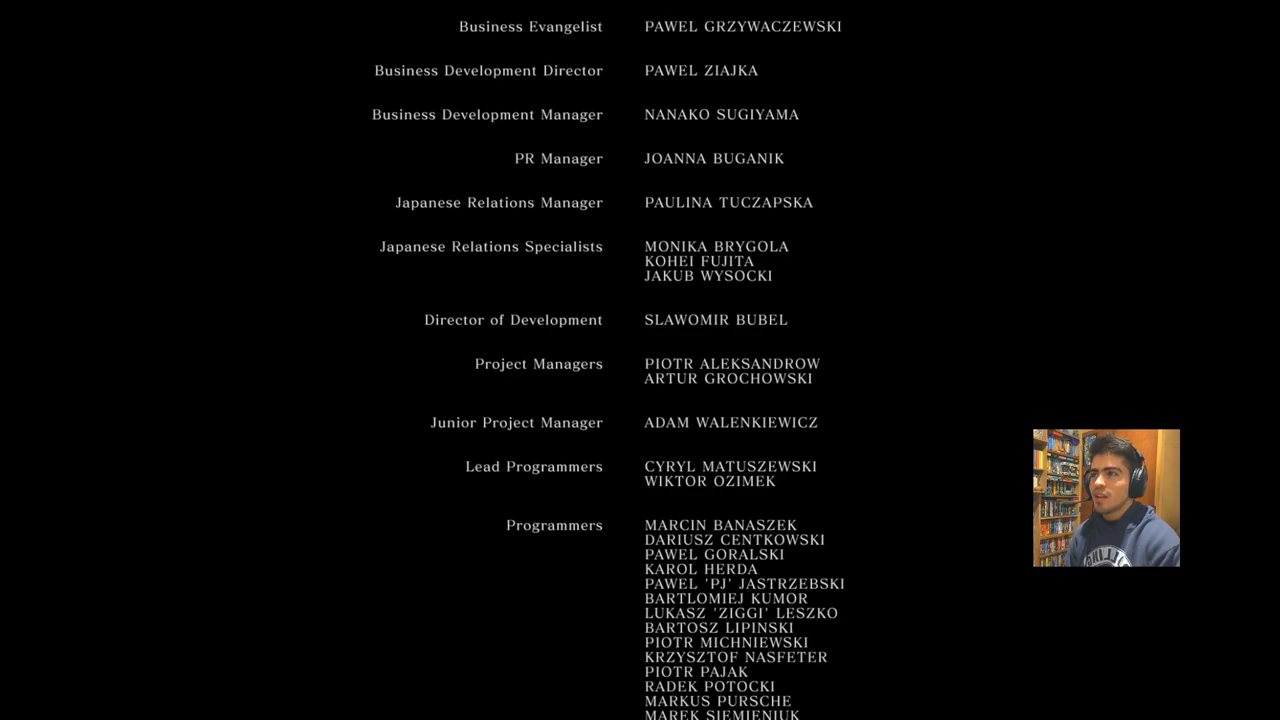 Business Evangelist PAWEL GRZYWACZEWSKI
Business Development Director PAWEL ZIAJKA
Business Development Manager NANAKO SUGIYAMA
PR Manager JOANNA BUGANIK
Japanese Relations Manager PAULINA TUCZAPSKA
Japanese Relations Specialists MONIKA BRYGOLA
KOHEI FUJITA
JAKUB WYSOCKI
Director of Development SLAWOMIR BUBEL
Project Managers PIOTR ALEKSANDROW
ARTUR GROCHOWSKI
Junior Project Manager ADAM WALENKIEWICZ
Lead Programmers CYRYL MATUSZEWSKI
WIKTOR OZIMEK
Programmers MARCIN BANASZEK
DARIUSZ CENTKOWSKI
PAWEL GORALSKI
KAROL HERDA
PAWEL 'PJ' JASTRZEBSKI
BARTLOMIEJ KUMOR
LUKASZ 'ZIGGI' LESZKO
BARTOSZ LIPINSKI
PIOTR MICHNIEWSKI
KRZYSZTOF NASFETER
PIOTR PAJAK
RADEK POTOCKI
MARKUS PURSCHE
MAREK SIEMIENIUK